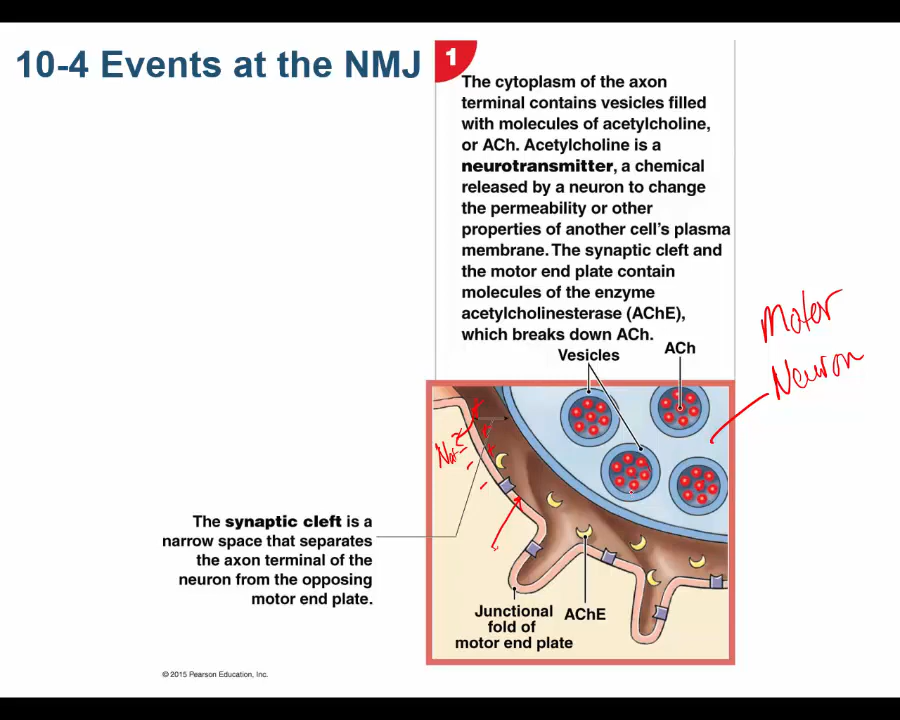 10-4 Events at the NMJ
1
The cytoplasm of the axon
terminal contains vesicles filled
with molecules of acetylcholine,
or ACh. Acetylcholine is a
neurotransmitter, a chemical
released by a neuron to change
the permeability or other
properties of another cell's plasma
membrane. The synaptic cleft and
the motor end plate contain
molecules of the enzyme
acetylcholinesterase (AChE),
which breaks down ACh.
Vesicles
ACh
Motor
Neuron
The synaptic cleft is a
narrow space that separates
the axon terminal of the
neuron from the opposing
motor end plate.
Junctional
fold of
motor end plate
AChE
© 2015 Pearson Education, Inc.